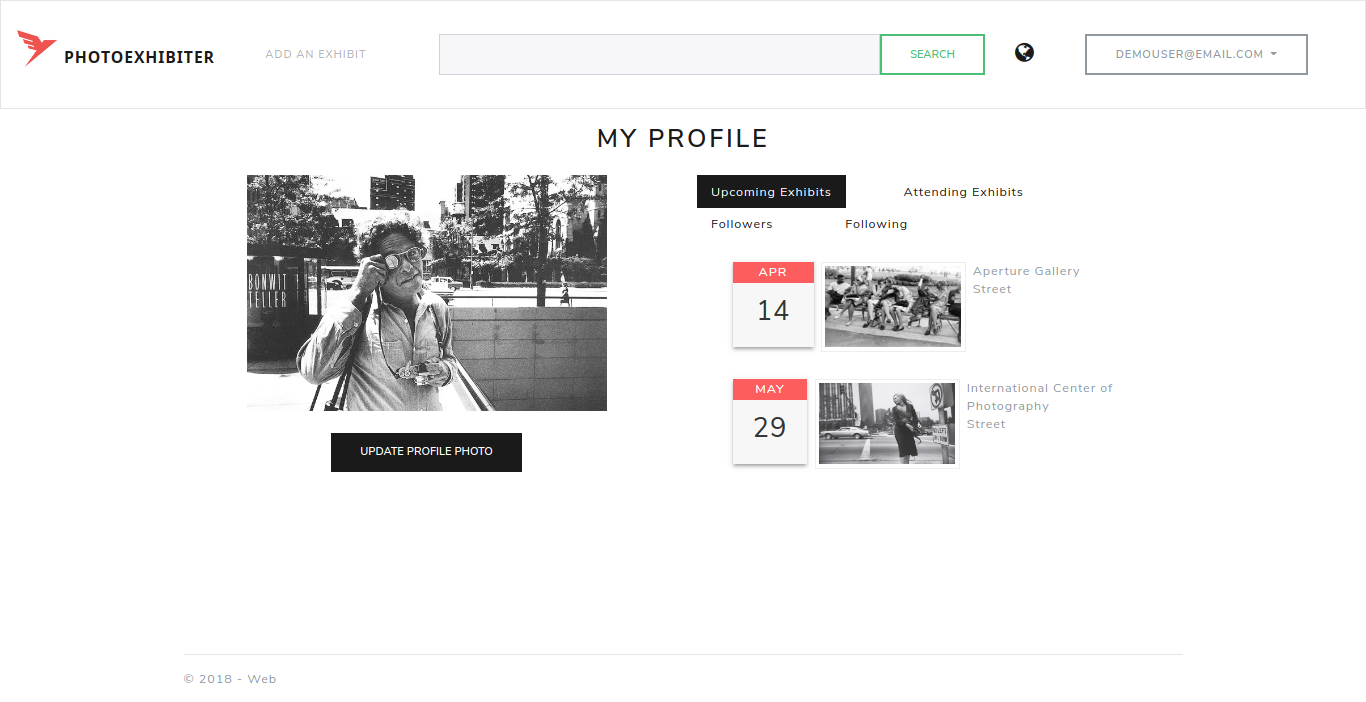 PHOTOEXHIBITER
ADD AN EXHIBIT
SEARCH
DEMOUSER@EMAIL.COM
MY PROFILE
BONWIT
TELLER
UPDATE PROFILE PHOTO
Upcoming Exhibits
Attending Exhibits
Followers
Following
APR
14
Aperture Gallery
Street
MAY
29
International Center of
Photography
Street
© 2018 - Web